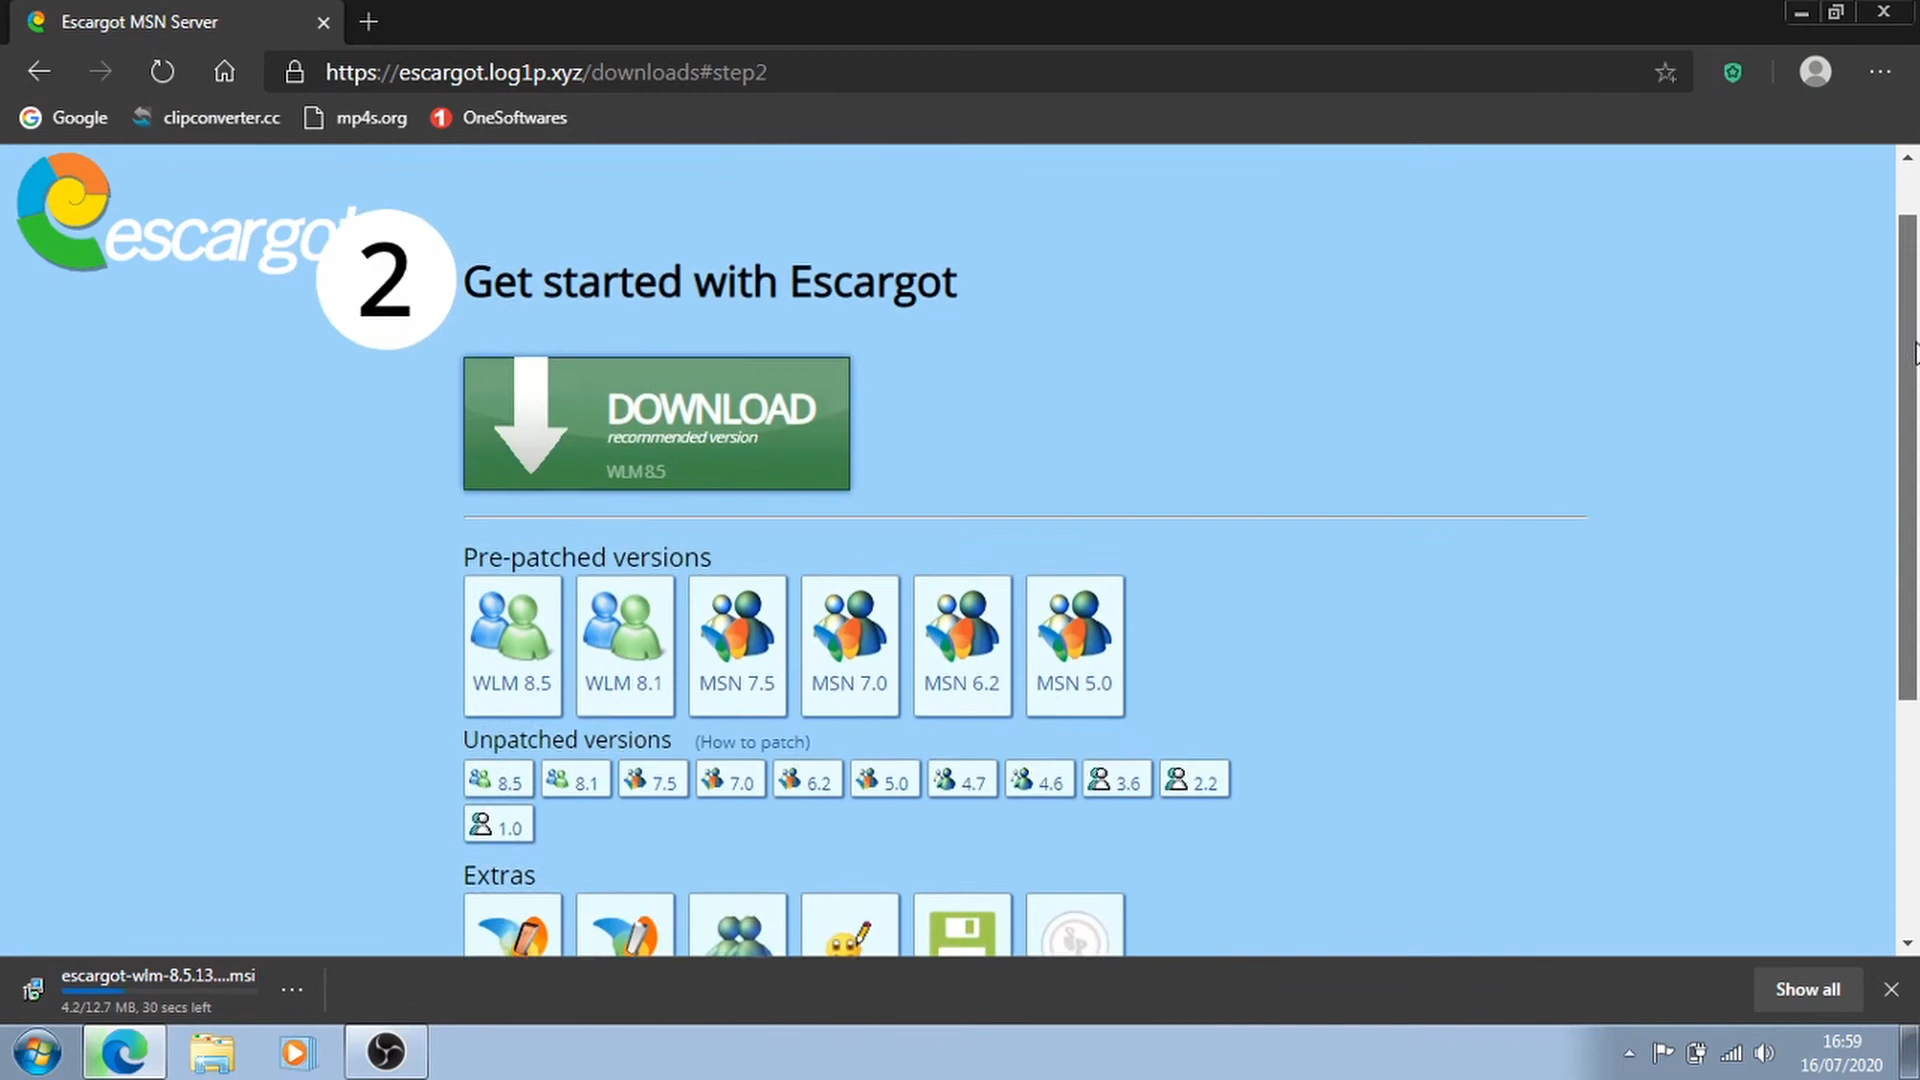 Escargot MSN Server
https://escargot.log1p.xyz/downloads#step2
Google
clipconverter.cc
mp4s.org
1
OneSoftwares
escargot
2
Get started with Escargot
DOWNLOAD
recommended version
WLM 8.5
Pre-patched versions
WLM 8.5
WLM 8.1
MSN 7.5
MSN 7.0
MSN 6.2
MSN 5.0
Unpatched versions (How to patch)
8.5
8.1
7.5
7.0
6.2
5.0
4.7
4.6
3.6
2.2
1.0
Extras
escargot-wlm-8.5.13....msi
4.2/12.7 MB, 30 secs left
Show all
16:59
16/07/2020